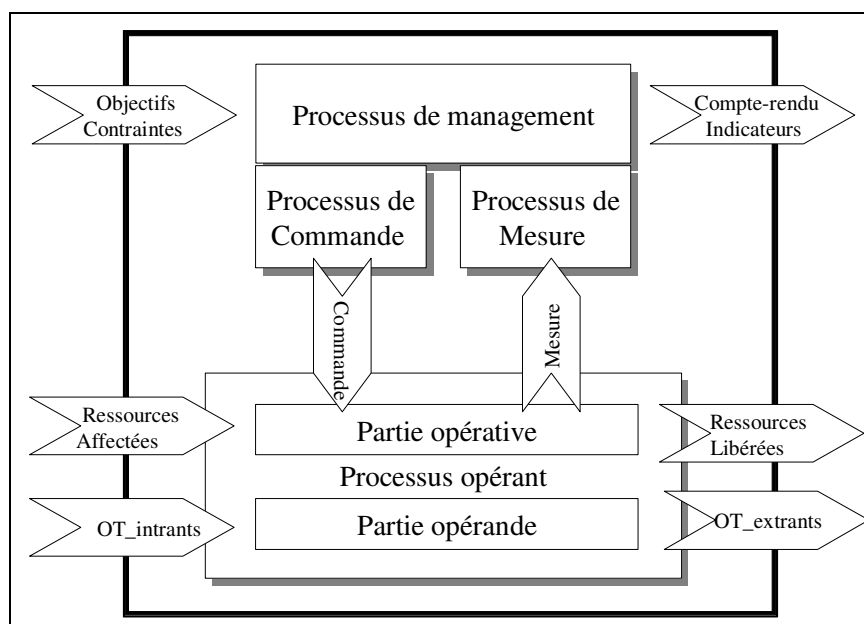 Objectifs
Contraintes
Processus de management
Compte-rendu
Indicateurs
Processus de
Commande
Processus de
Mesure
Commande
Mesure
Ressources
Affectées
Partie opérative
Ressources
Libérées
Processus opérant
OT_intrants
Partie opérande
OT_extrants